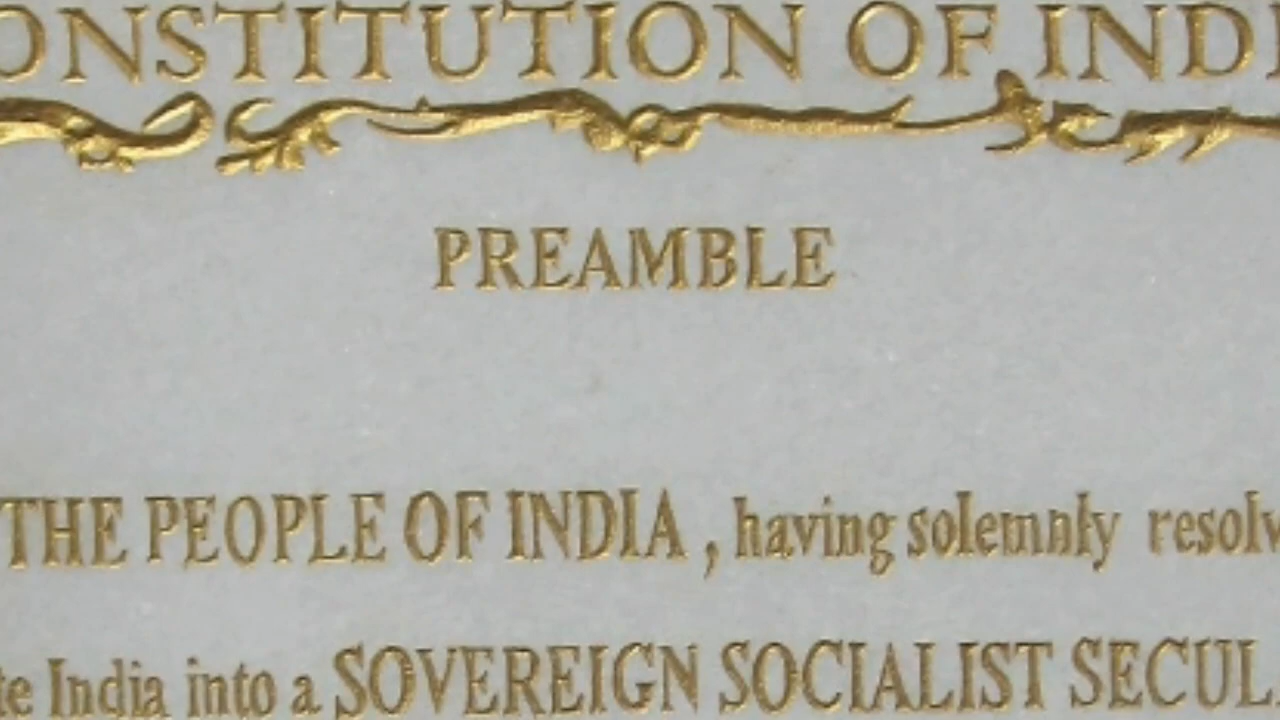 ONSTITUTION OF INDI
PREAMBLE
THE PEOPLE OF INDIA , having solemnly resolv
te India into a SOVEREIGN SOCIALIST SECUL